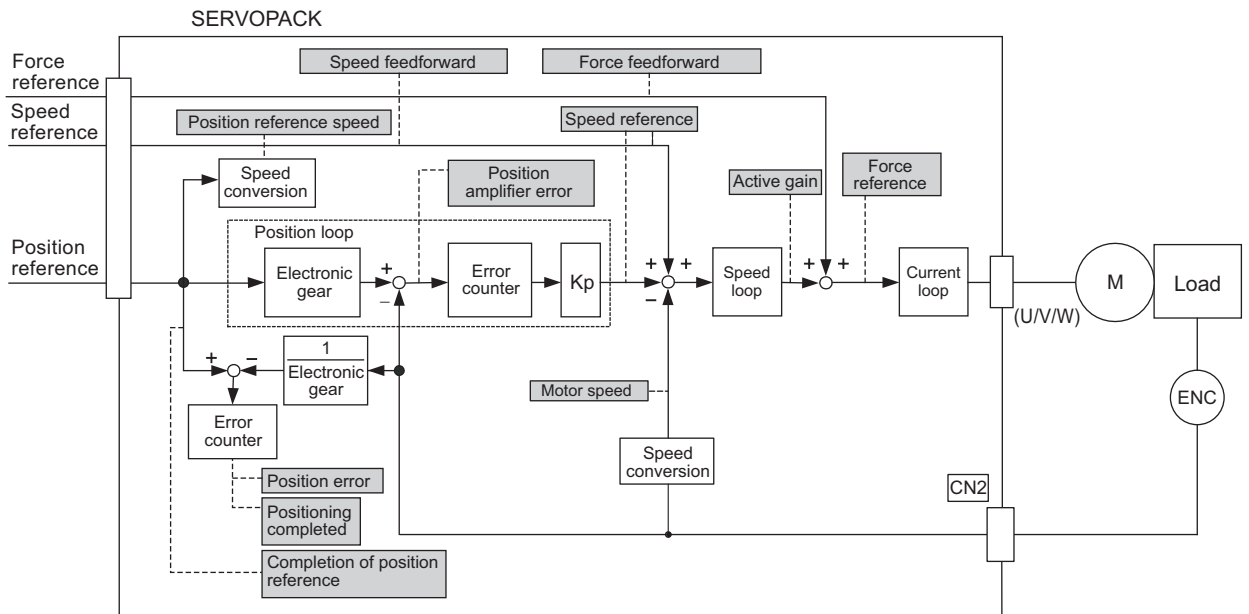 SERVOPACK
Force
reference
Speed feedforward
Force feedforward
Speed
reference
Position reference speed
Speed reference
Speed
conversion
Position
amplifier error
Active gain
Force
reference
Position
reference
Position loop
Electronic
gear
+
−
Error
counter
Kp
+
+
−
Speed
loop
+
+
Current
loop
(U/V/W)
M
Load
+
−
1
Electronic
gear
Error
counter
Motor speed
ENC
Speed
conversion
Position error
Positioning
completed
Completion of position
reference
CN2